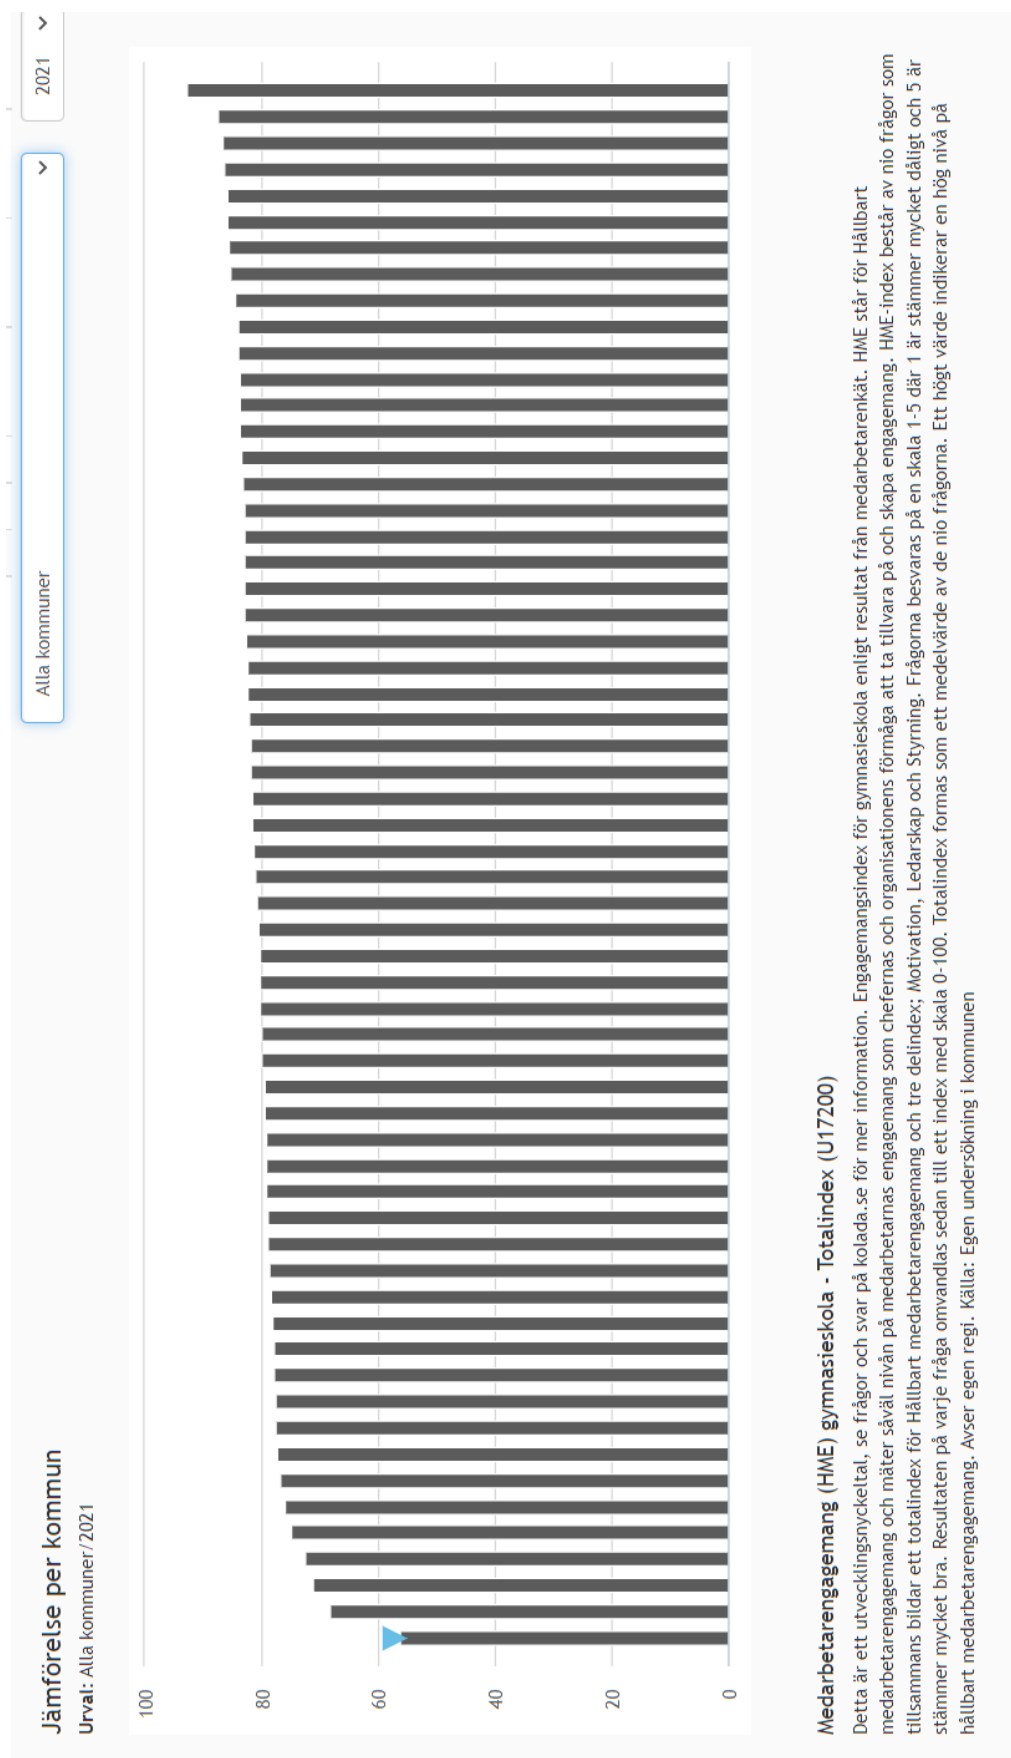 Jämförelse per kommun
Urval: Alla kommuner/2021
Alla kommuner
2021
100
80
60
40
20
0
Medarbetarengagemang (HME) gymnasieskola - Totalindex (U17200)
Detta är ett utvecklingsnyckeltal, se frågor och svar på kolada.se för mer information. Engagemangsindex för gymnasieskola enligt resultat från medarbetarenkät. HME står för Hållbart
medarbetarengagemang och mäter såväl nivån på medarbetarnas engagemang som chefernas och organisationens förmåga att ta tillvara på och skapa engagemang. HME-index består av nio frågor som
tillsammans bildar ett totalindex för Hållbart medarbetarengagemang och tre delindex; Motivation, Ledarskap och Styrning. Frågorna besvaras på en skala 1-5 där 1 är stämmer mycket dåligt och 5 är
stämmer mycket bra. Resultaten på varje fråga omvandlas sedan till ett index med skala 0-100. Totalindex formas som ett medelvärde av de nio frågorna. Ett högt värde indikerar en hög nivå på
hållbart medarbetarengagemang. Avser egen regi. Källa: Egen undersökning i kommunen